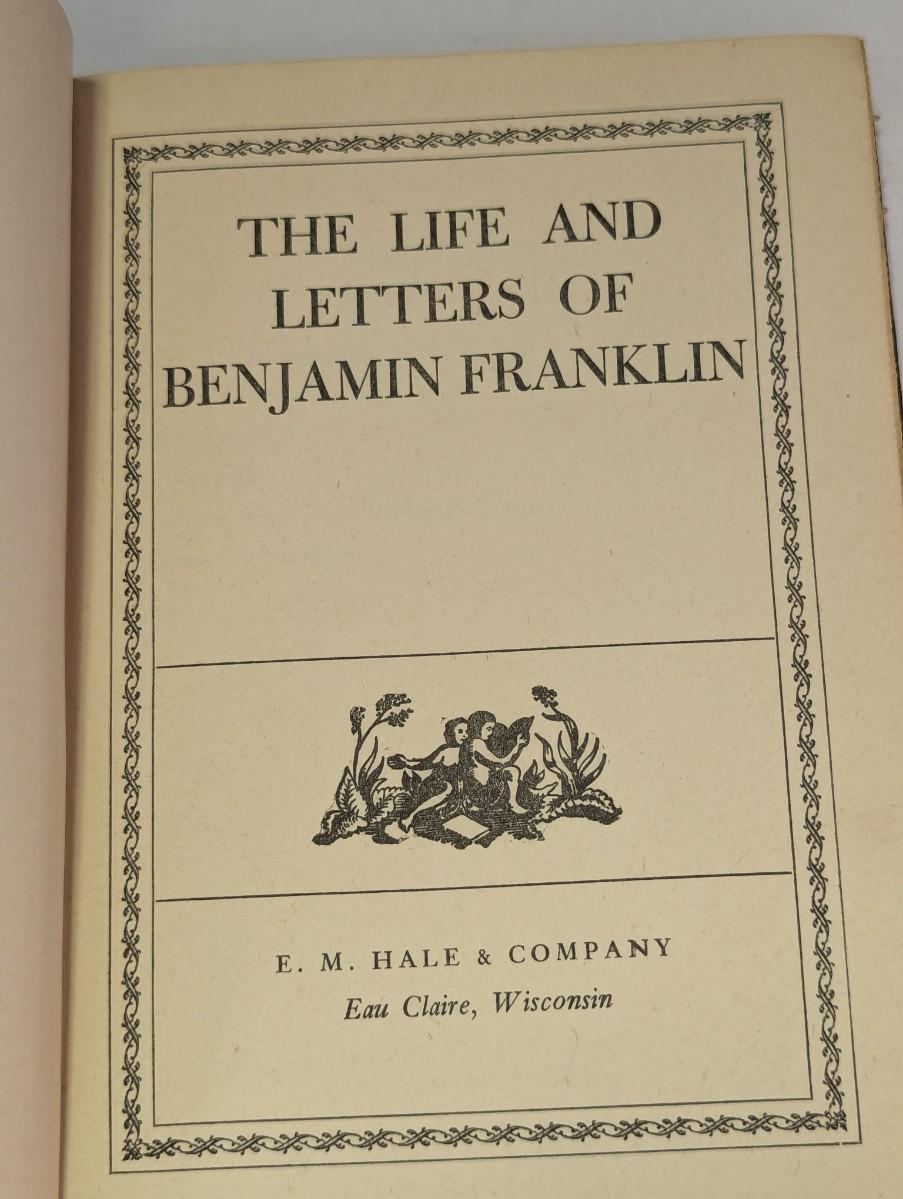 THE LIFE AND
LETTERS OF
BENJAMIN FRANKLIN
E. M. HALE & COMPANY
Eau Claire, Wisconsin